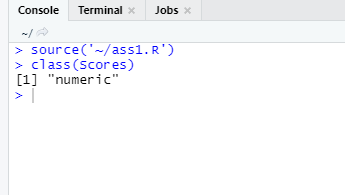 Console Terminal × Jobs ×
~/
> source('~/ass1.R')
> class(Scores)
[1] "numeric"
>